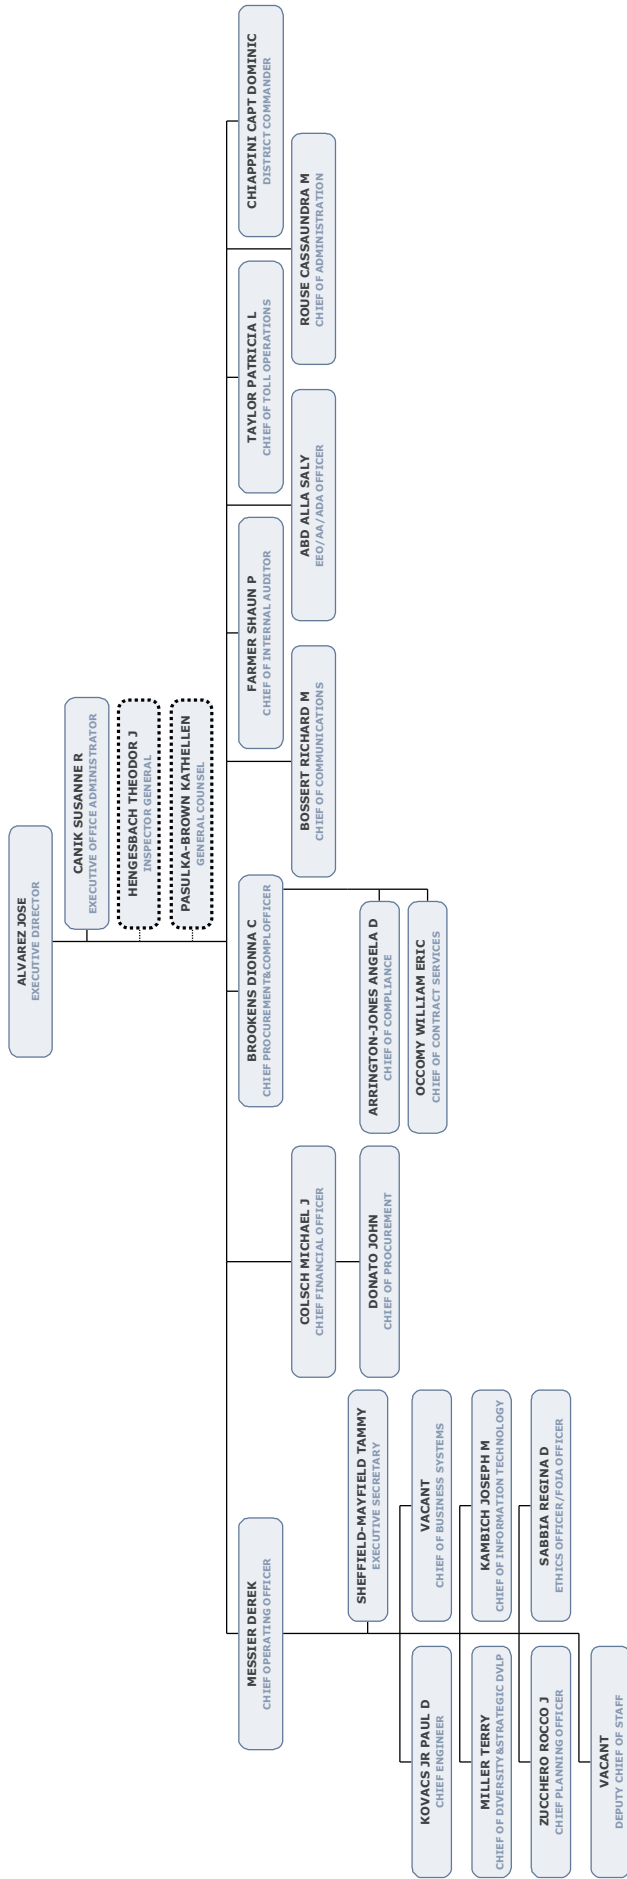 ALVAREZ JOSE
EXECUTIVE DIRECTOR
CANIK SUSANNE R
EXECUTIVE OFFICE ADMINISTRATOR
HENGESBACH THEODOR J
INSPECTOR GENERAL
PASULKA-BROWN KATHELLEN
GENERAL COUNSEL
MESSIER DEREK
CHIEF OPERATING OFFICER
BROOKENS DIONNA C
CHIEF PROCUREMENT&COMPLOFFICER
FARMER SHAUN P
CHIEF OF INTERNAL AUDITOR
TAYLOR PATRICIA L
CHIEF OF TOLL OPERATIONS
CHIAPPINI CAPT DOMINIC
DISTRICT COMMANDER
COLSCH MICHAEL J
CHIEF FINANCIAL OFFICER
BOSSERT RICHARD M
CHIEF OF COMMUNICATIONS
ABD ALLA SALY
EEO/AA/ADA OFFICER
ROUSE CASSAUNDRA M
CHIEF OF ADMINISTRATION
SHEFFIELD-MAYFIELD TAMMY
EXECUTIVE SECRETARY
DONATO JOHN
CHIEF OF PROCUREMENT
ARRINGTON-JONES ANGELA D
CHIEF OF COMPLIANCE
OCCOMY WILLIAM ERIC
CHIEF OF CONTRACT SERVICES
KOVACS JR PAUL D
CHIEF ENGINEER
VACANT
CHIEF OF BUSINESS SYSTEMS
MILLER TERRY
CHIEF OF DIVERSITY&STRATEGIC DVLP
KAMBICH JOSEPH M
CHIEF OF INFORMATION TECHNOLOGY
ZUCCHERO ROCCO J
CHIEF PLANNING OFFICER
SABBIA REGINA D
ETHICS OFFICER/FOIA OFFICER
VACANT
DEPUTY CHIEF OF STAFF